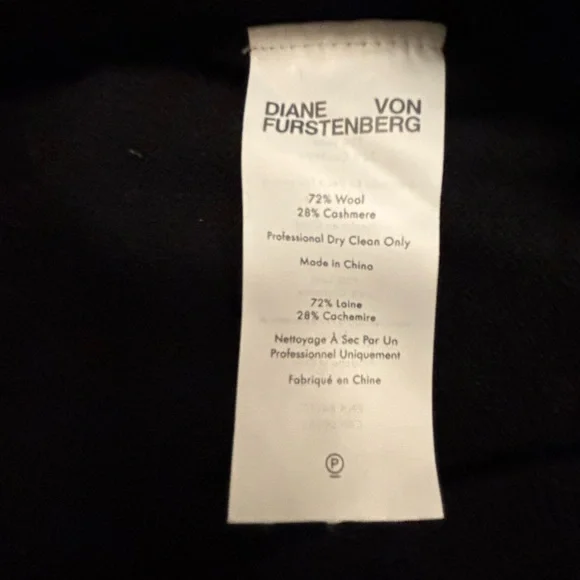 DIANE VON
FURSTENBERG
72% Wool
28% Cashmere
Professional Dry Clean Only
Made In China
72% Laine
28% Cachemire
Nettoyage À Sec Par Un
Professionnel Uniquement
Fabriqué en Chine
P